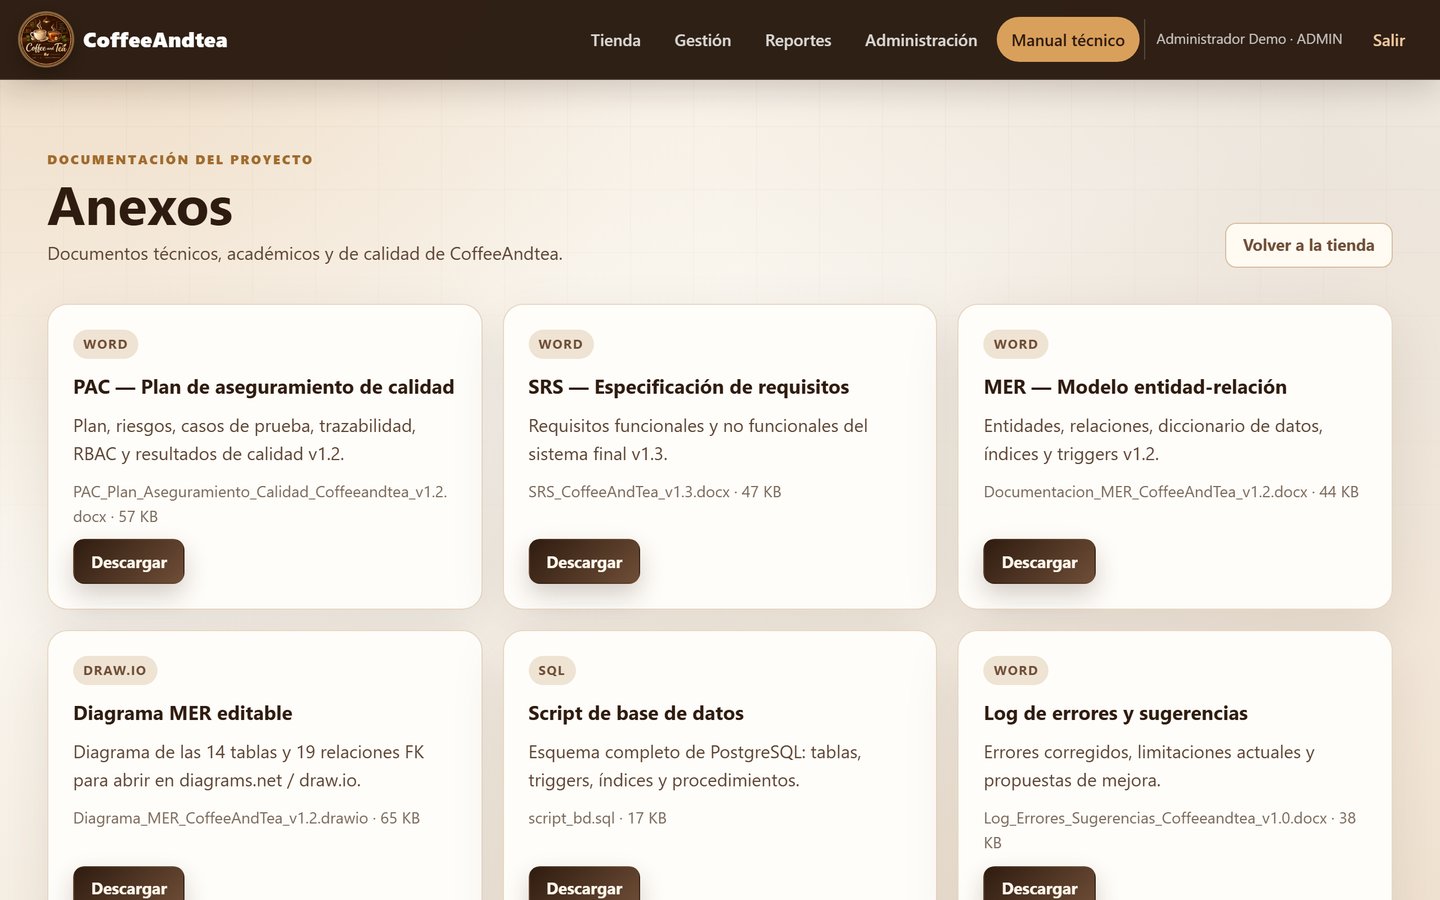 Coffee and Tea
CoffeeAndtea
Tienda
Gestión
Reportes
Administración
Manual técnico
Administrador Demo · ADMIN
Salir
DOCUMENTACIÓN DEL PROYECTO
Anexos
Documentos técnicos, académicos y de calidad de CoffeeAndtea.
Volver a la tienda
WORD
PAC — Plan de aseguramiento de calidad
Plan, riesgos, casos de prueba, trazabilidad,
RBAC y resultados de calidad v1.2.
PAC_Plan_Aseguramiento_Calidad_Coffeeandtea_v1.2.
docx · 57 KB
Descargar
WORD
SRS — Especificación de requisitos
Requisitos funcionales y no funcionales del
sistema final v1.3.
SRS_CoffeeAndTea_v1.3.docx · 47 KB
Descargar
WORD
MER — Modelo entidad-relación
Entidades, relaciones, diccionario de datos,
índices y triggers v1.2.
Documentacion_MER_CoffeeAndTea_v1.2.docx · 44 KB
Descargar
DRAW.IO
Diagrama MER editable
Diagrama de las 14 tablas y 19 relaciones FK
para abrir en diagrams.net / draw.io.
Diagrama_MER_CoffeeAndTea_v1.2.drawio · 65 KB
Descargar
SQL
Script de base de datos
Esquema completo de PostgreSQL: tablas,
triggers, índices y procedimientos.
script_bd.sql · 17 KB
Descargar
WORD
Log de errores y sugerencias
Errores corregidos, limitaciones actuales y
propuestas de mejora.
Log_Errores_Sugerencias_Coffeeandtea_v1.0.docx · 38
KB
Descargar